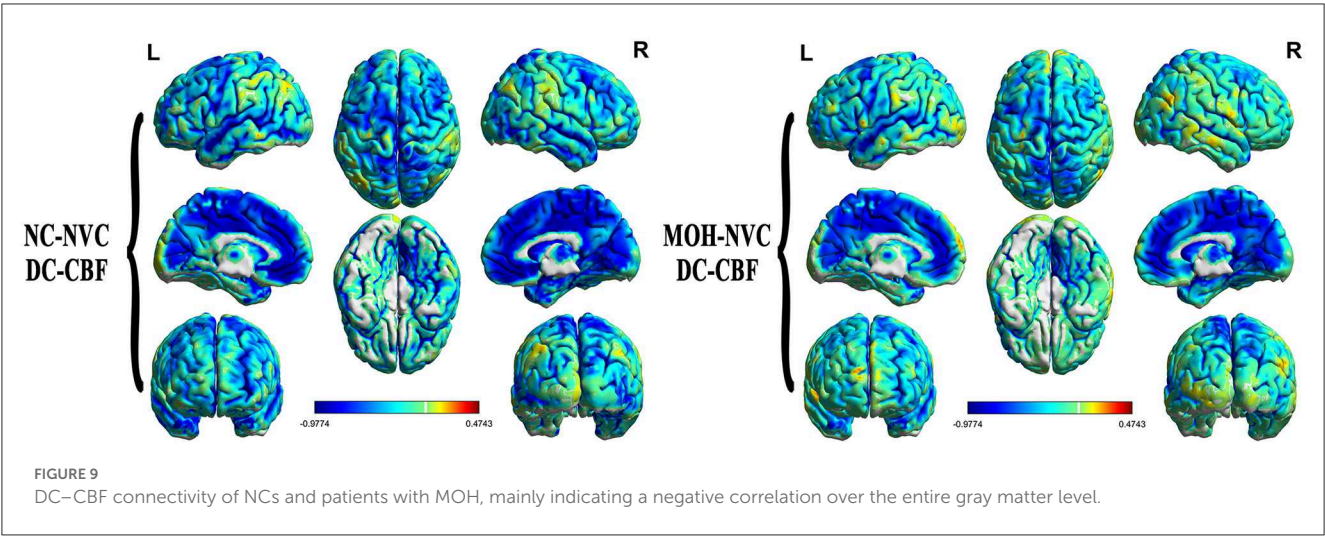 L
R
NC-NVC
DC-CBF
-0.9774
0.4743
L
R
MOH-NVC
DC-CBF
-0.9774
0.4743
FIGURE 9
DC–CBF connectivity of NCs and patients with MOH, mainly indicating a negative correlation over the entire gray matter level.